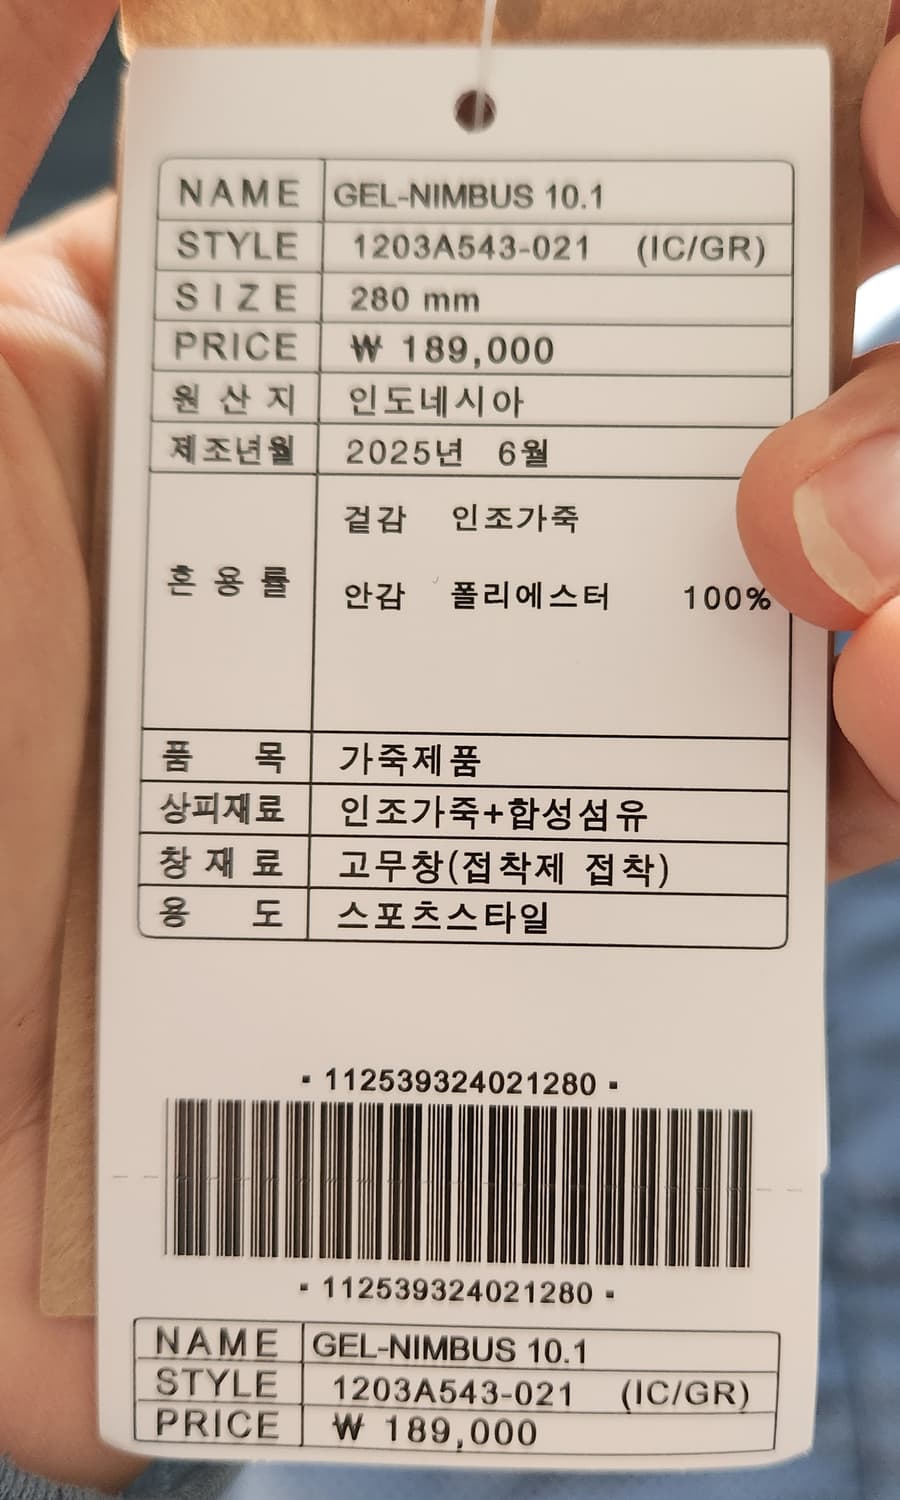 NAME GEL-NIMBUS 10.1
STYLE 1203A543-021 (IC/GR)
SIZE 280 mm
PRICE ₩ 189,000
원산지 인도네시아
제조년월 2025년 6월
겉감 인조가죽
혼용률
안감 폴리에스터 100%
품목 가죽제품
상피재료 인조가죽+합성섬유
창재료 고무창(접착제 접착)
용도 스포츠스타일
▪ 112539324021280 ▪
▪ 112539324021280 ▪
NAME GEL-NIMBUS 10.1
STYLE 1203A543-021 (IC/GR)
PRICE ₩ 189,000